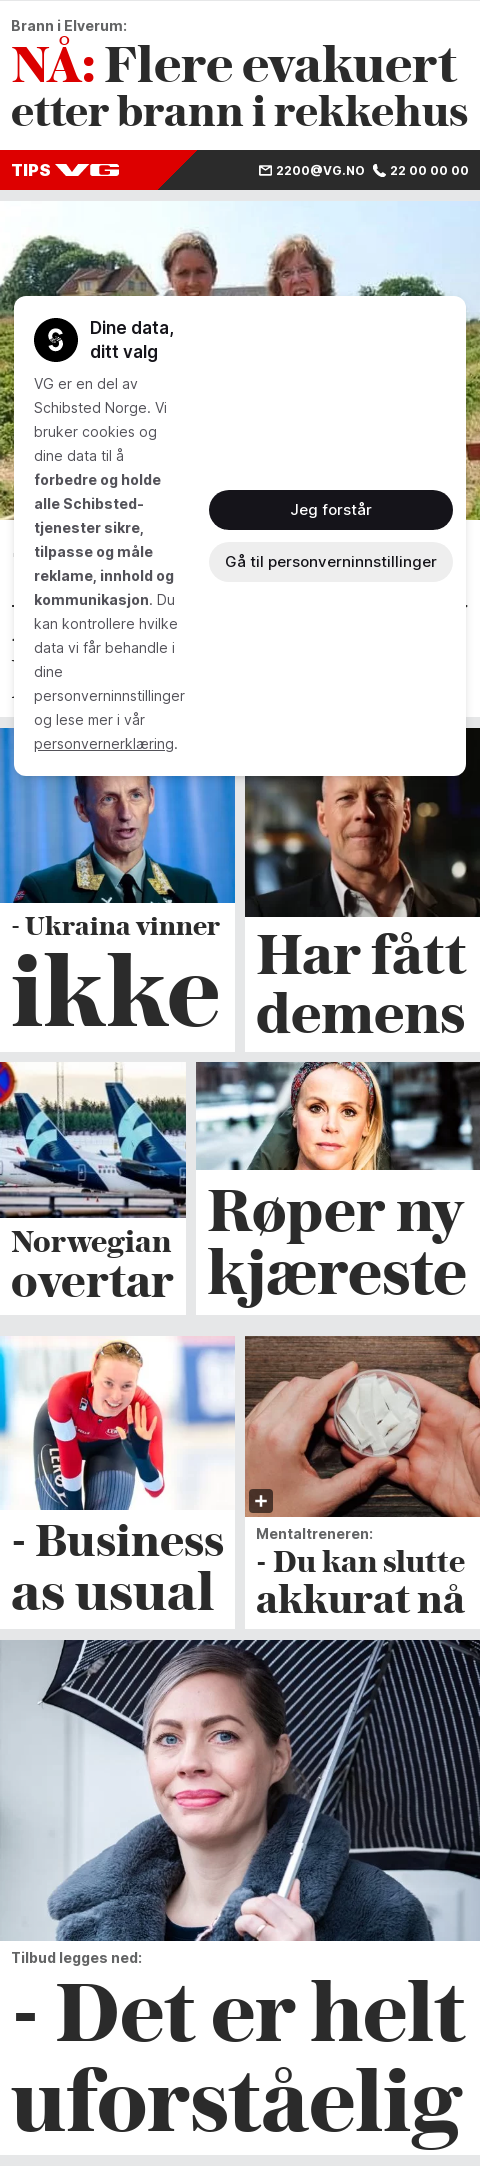 Brann i Elverum:
NÅ: Flere evakuert
etter brann i rekkehus
TIPS VG
2200@VG.NO 22 00 00 00
Dine data,
ditt valg
VG er en del av
Schibsted Norge. Vi
bruker cookies og
dine data til å
forbedre og holde
alle Schibsted-
tjenester sikre,
tilpasse og måle
reklame, innhold og
kommunikasjon. Du
kan kontrollere hvilke
data vi får behandle i
dine
personverninnstillinger
og lese mer i vår
personvernerklæring.
Jeg forstår
Gå til personverninnstillinger
- Ukraina vinner
ikke
Har fått
demens
Norwegian
overtar
Røper ny
kjæreste
- Business
as usual
Mentaltreneren:
- Du kan slutte
akkurat nå
Tilbud legges ned:
- Det er helt
uforståelig